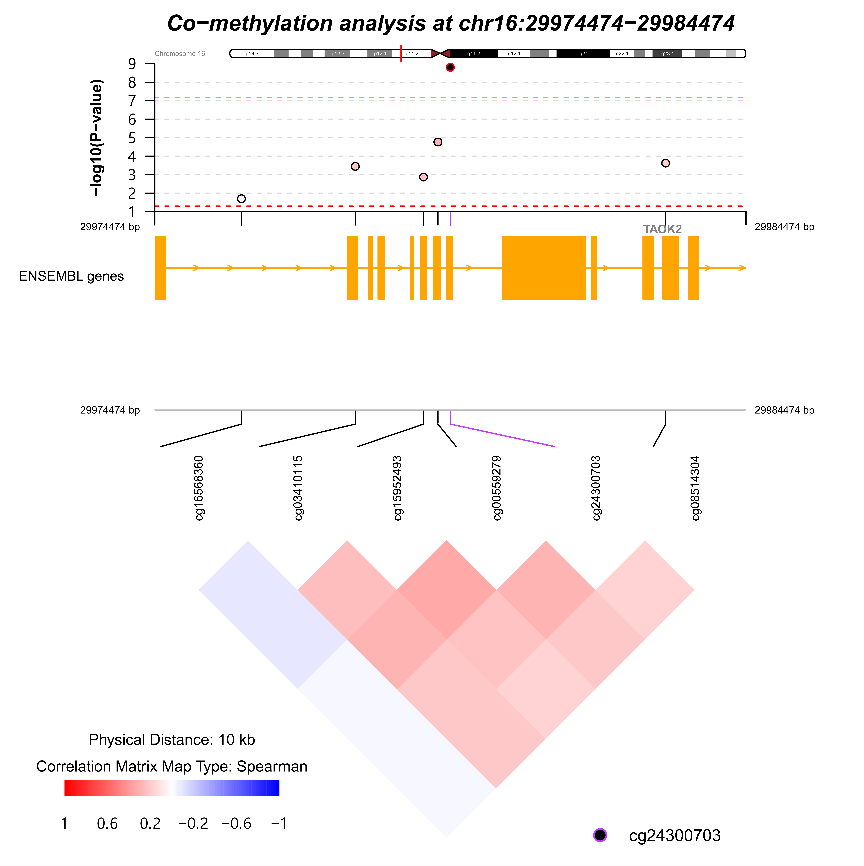 Co−methylation analysis at chr16:29974474−29984474
Chromosome 16
9
8
7
6
5
4
3
2
1
−log10(P−value)
29974474 bp
29984474 bp
TAOK2
ENSEMBL genes
29974474 bp
29984474 bp
cg16568360
cg03410115
cg15952493
cg00559279
cg24300703
cg08514304
Physical Distance: 10 kb
Correlation Matrix Map Type: Spearman
1 0.6 0.2 −0.2 −0.6 −1
cg24300703